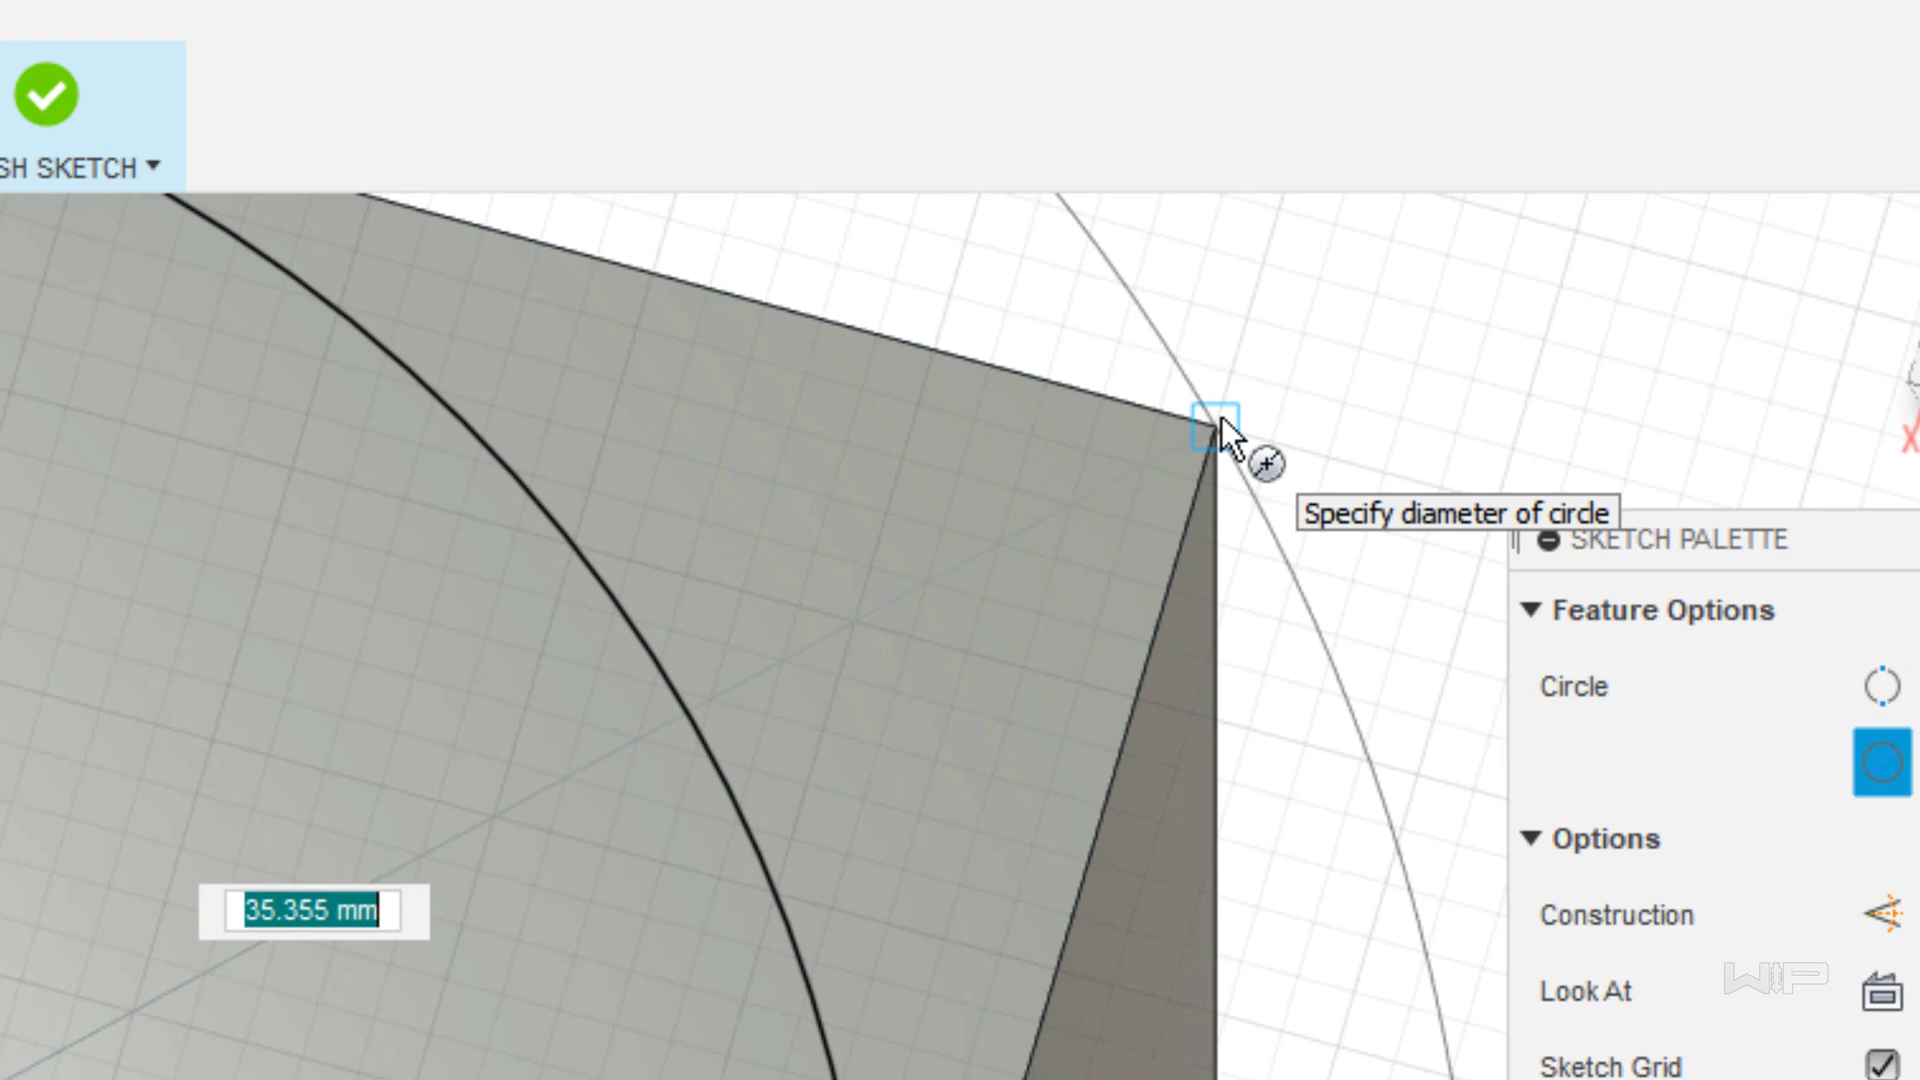 SH SKETCH
Specify diameter of circle
SKETCH PALETTE
Feature Options
Circle
35.355 mm
Options
Construction
Look At
Sketch Grid
X
WIP